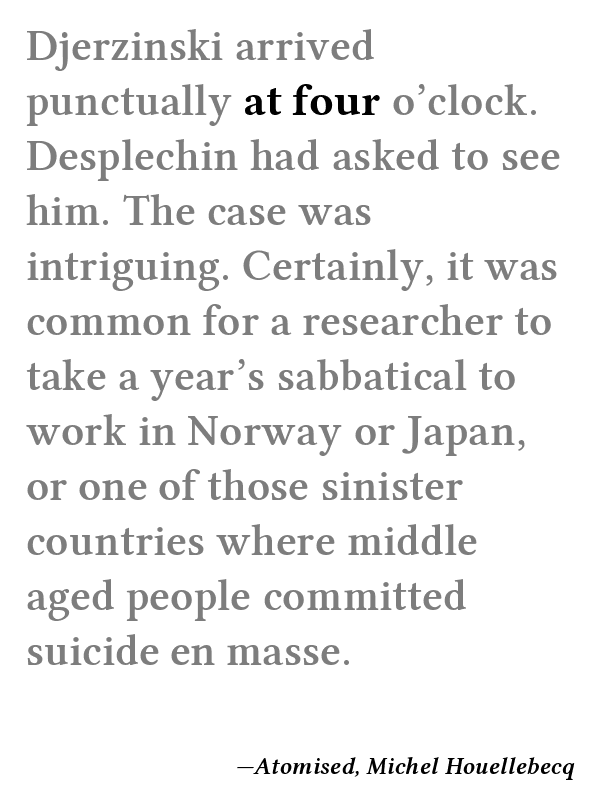 Djerzinski arrived
punctually at four o’clock.
Desplechin had asked to see
him. The case was
intriguing. Certainly, it was
common for a researcher to
take a year’s sabbatical to
work in Norway or Japan,
or one of those sinister
countries where middle
aged people committed
suicide en masse.
—Atomised, Michel Houellebecq